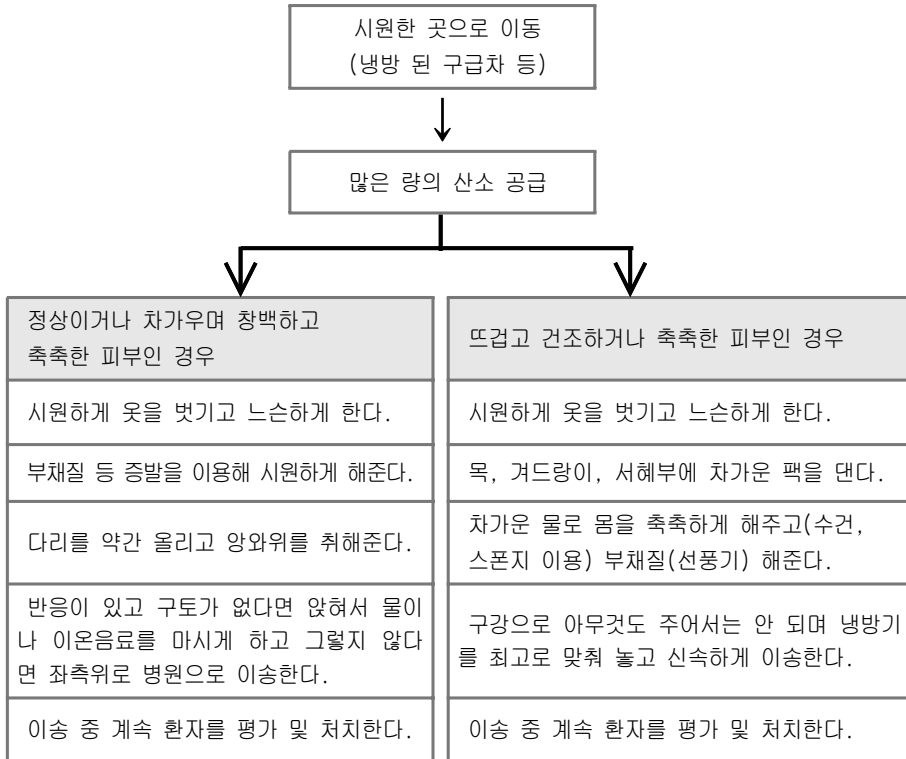 시원한 곳으로 이동
(냉방 된 구급차 등)
많은 량의 산소 공급
정상이거나 차가우며 창백하고
축축한 피부인 경우
시원하게 옷을 벗기고 느슨하게 한다.
부채질 등 증발을 이용해 시원하게 해준다.
다리를 약간 올리고 앙와위를 취해준다.
반응이 있고 구토가 없다면 앉혀서 물이
나 이온음료를 마시게 하고 그렇지 않다
면 좌측위로 병원으로 이송한다.
이송 중 계속 환자를 평가 및 처치한다.
뜨겁고 건조하거나 축축한 피부인 경우
시원하게 옷을 벗기고 느슨하게 한다.
목, 겨드랑이, 서혜부에 차가운 팩을 댄다.
차가운 물로 몸을 축축하게 해주고(수건,
스폰지 이용) 부채질(선풍기) 해준다.
구강으로 아무것도 주어서는 안 되며 냉방기
를 최고로 맞춰 놓고 신속하게 이송한다.
이송 중 계속 환자를 평가 및 처치한다.